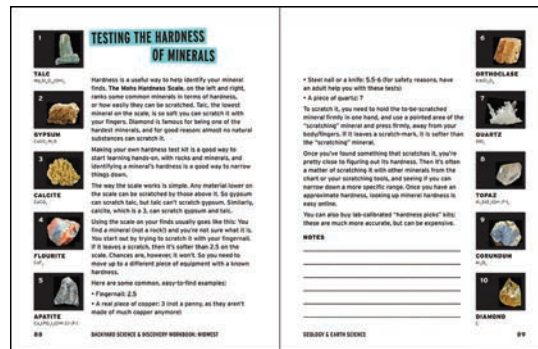 1
TALC
2
GYPSUM
3
CALCITE
CaCO₃
4
FLOURITE
CaF₂
5
APATITE
TESTING THE HARDNESS
OF MINERALS
Hardness is a useful way to help identify your mineral
finds. The Mohs Hardness Scale, on the left and right,
ranks some common minerals in terms of hardness,
or how easily they can be scratched. Talc, the lowest
mineral on the scale, is so soft you can scratch it with
your fingers. Diamond is famous for being one of the
hardest minerals, and for good reason: almost no natural
substances can scratch it.
Making your own hardness test kit is a good way to
start learning hands-on, with rocks and minerals, and
identifying a mineral's hardness is a good way to narrow
things down.
The way the scale works is simple. Any material lower on
the scale can be scratched by those above it. So gypsum
can scratch talc, but talc can't scratch gypsum. Similarly,
calcite, which is a 3, can scratch gypsum and talc.
Using the scale on your finds usually goes like this: You
find a mineral (not a rock!) and you're not sure what it is.
You start out by trying to scratch it with your fingernail.
If it leaves a scratch, then it's softer than 2.5 on the
scale. Chances are, however, it won't. So you need to
move up to a different piece of equipment with a known
hardness.
Here are some common, easy-to-find examples)
• Fingernail: 2.5
• A real piece of copper: 3 (not a penny, as they aren't
made of much copper anymore)
88 BACKYARD SCIENCE & DISCOVERY WORKBOOK: MIDWEST
• Steel nail or a knife: 5.5-6 (for safety reasons, have
an adult help you with these tests)
• A piece of quartz: 7
To scratch it, you need to hold the to-be-scratched
mineral firmly in one hand, and use a pointed area of the
"scratching" mineral and press firmly, away from your
body/fingers. If it leaves a scratch-mark, it is softer than
the "scratching" mineral.
Once you've found something that scratches it, you're
pretty close to figuring out its hardness. Then it's often
a matter of scratching it with other minerals from the
chart or your scratching tools, and seeing if you can
narrow down a more specific range. Once you have an
approximate hardness, looking up mineral hardness is
easy online.
You can also buy lab-calibrated "hardness picks" kits;
these are much more accurate, but can be expensive.
NOTES
6
ORTHOCLASE
7
QUARTZ
SiO₂
8
TOPAZ
9
CORUNDUM
Al₂O₃
10
DIAMOND
C
GEOLOGY & EARTH SCIENCE 89